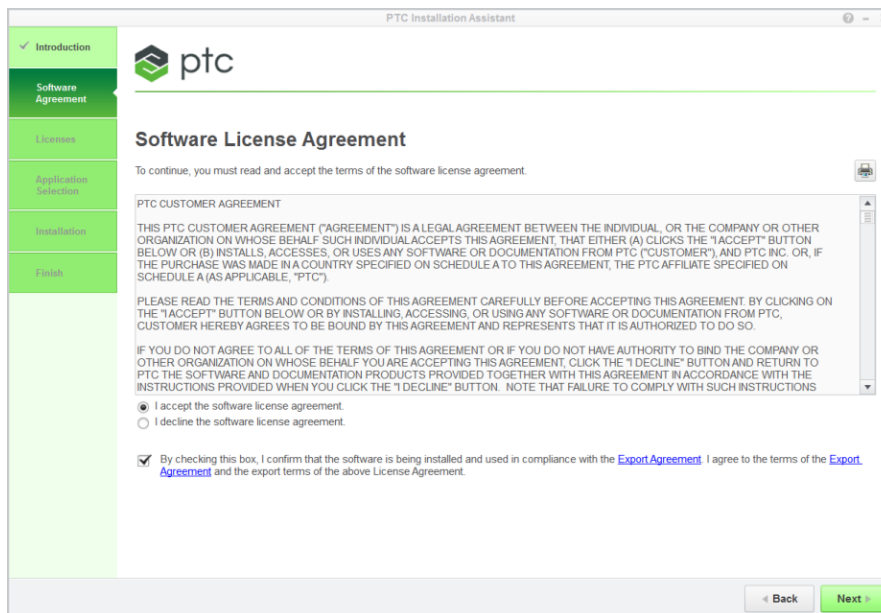 PTC Installation Assistant
Introduction
Software
Agreement
Licenses
Application
Selection
Installation
Finish
ptc
Software License Agreement
To continue, you must read and accept the terms of the software license agreement.
PTC CUSTOMER AGREEMENT
THIS PTC CUSTOMER AGREEMENT ("AGREEMENT") IS A LEGAL AGREEMENT BETWEEN THE INDIVIDUAL, OR THE COMPANY OR OTHER
ORGANIZATION ON WHOSE BEHALF SUCH INDIVIDUAL ACCEPTS THIS AGREEMENT, THAT EITHER (A) CLICKS THE "I ACCEPT" BUTTON
BELOW OR (B) INSTALLS, ACCESSES, OR USES ANY SOFTWARE OR DOCUMENTATION FROM PTC ("CUSTOMER"), AND PTC INC. OR, IF
THE PURCHASE WAS MADE IN A COUNTRY SPECIFIED ON SCHEDULE A TO THIS AGREEMENT, THE PTC AFFILIATE SPECIFIED ON
SCHEDULE A (AS APPLICABLE, "PTC").
PLEASE READ THE TERMS AND CONDITIONS OF THIS AGREEMENT CAREFULLY BEFORE ACCEPTING THIS AGREEMENT. BY CLICKING ON
THE "I ACCEPT" BUTTON BELOW OR BY INSTALLING, ACCESSING, OR USING ANY SOFTWARE OR DOCUMENTATION FROM PTC,
CUSTOMER HEREBY AGREES TO BE BOUND BY THIS AGREEMENT AND REPRESENTS THAT IT IS AUTHORIZED TO DO SO.
IF YOU DO NOT AGREE TO ALL OF THE TERMS OF THIS AGREEMENT OR IF YOU DO NOT HAVE AUTHORITY TO BIND THE COMPANY OR
OTHER ORGANIZATION ON WHOSE BEHALF YOU ARE ACCEPTING THIS AGREEMENT, CLICK THE "I DECLINE" BUTTON AND RETURN TO
PTC THE SOFTWARE AND DOCUMENTATION PRODUCTS PROVIDED TOGETHER WITH THIS AGREEMENT IN ACCORDANCE WITH THE
INSTRUCTIONS PROVIDED WHEN YOU CLICK THE "I DECLINE" BUTTON. NOTE THAT FAILURE TO COMPLY WITH SUCH INSTRUCTIONS
I accept the software license agreement.
I decline the software license agreement.
By checking this box, I confirm that the software is being installed and used in compliance with the Export Agreement. I agree to the terms of the Export
Agreement and the export terms of the above License Agreement.
Back
Next